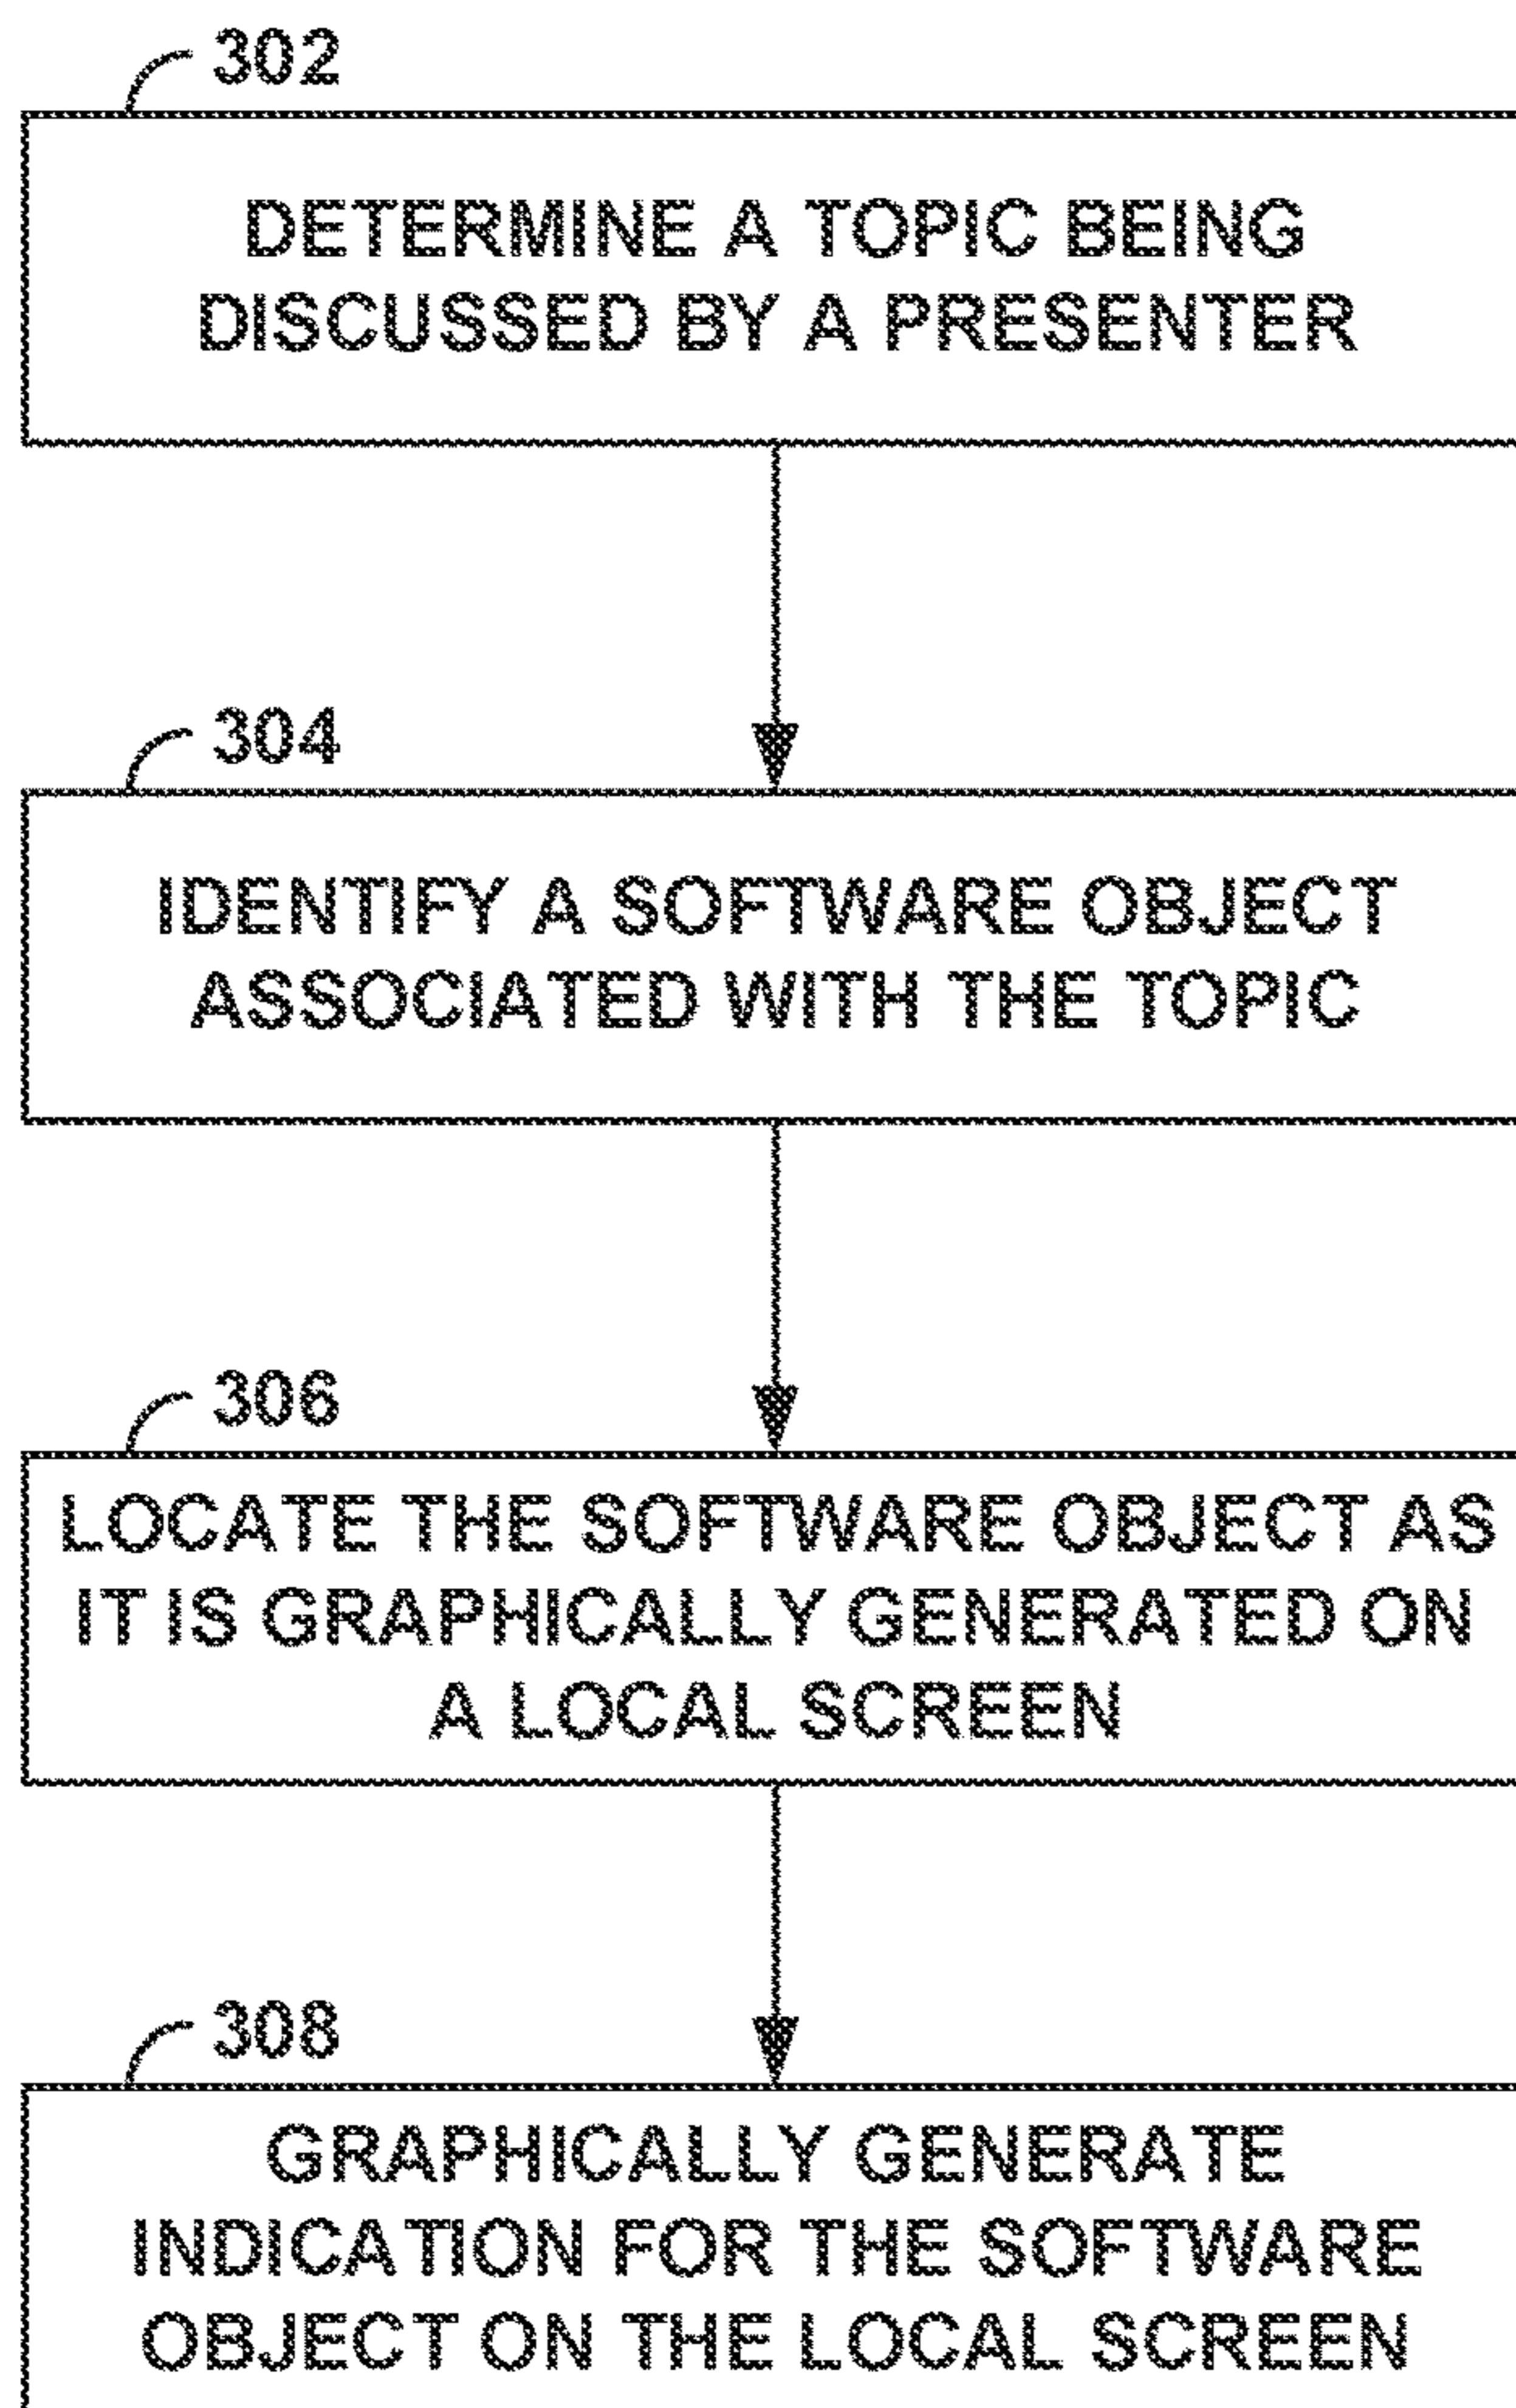 302
DETERMINE A TOPIC BEING
DISCUSSED BY A PRESENTER
304
IDENTIFY A SOFTWARE OBJECT
ASSOCIATED WITH THE TOPIC
306
LOCATE THE SOFTWARE OBJECT AS
IT IS GRAPHICALLY GENERATED ON
A LOCAL SCREEN
308
GRAPHICALLY GENERATE
INDICATION FOR THE SOFTWARE
OBJECT ON THE LOCAL SCREEN